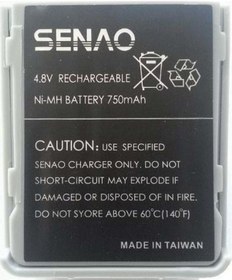 SENAO
4.8V RECHARGEABLE
Ni-MH BATTERY 750mAh
CAUTION: USE SPECIFIED
SENAO CHARGER ONLY. DO NOT
SHORT-CIRCUIT MAY EXPLODE IF
DAMAGED OR DISPOSED OF IN FIRE.
DO NOT SYORE ABOVE 60°C(140°F)
MADE IN TAIWAN